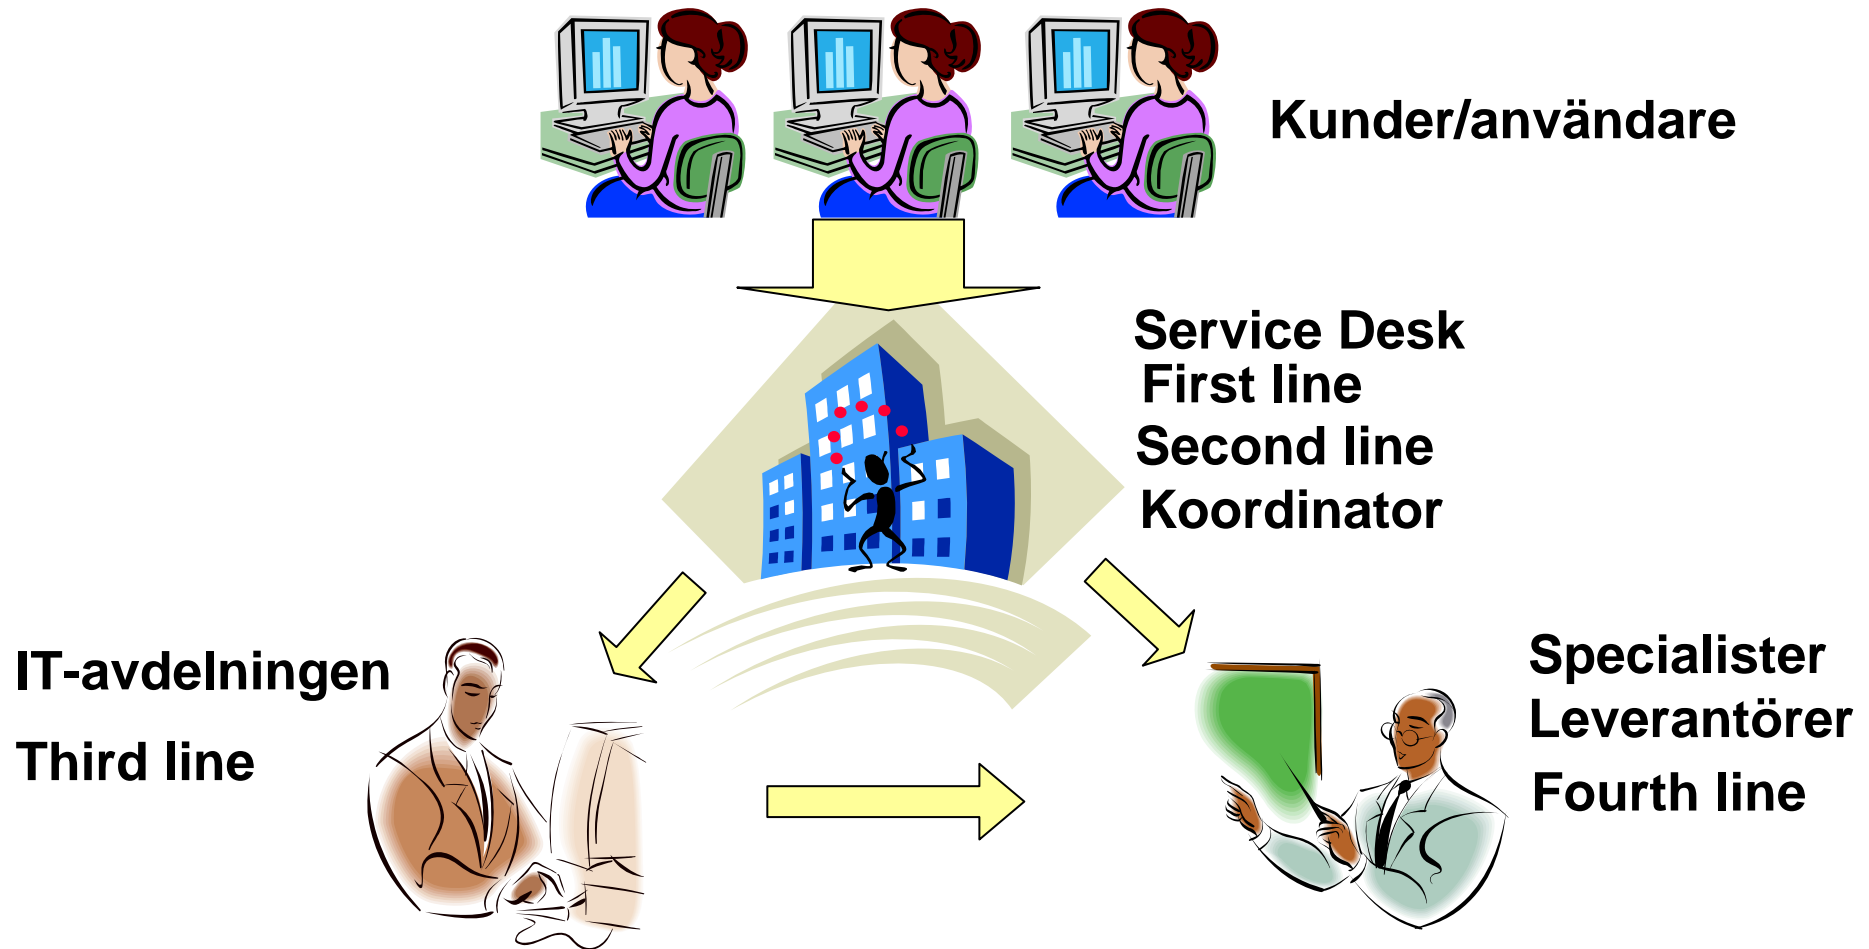 Kunder/användare
Service Desk
First line
Second line
Koordinator
IT-avdelningen
Third line
Specialister
Leverantörer
Fourth line